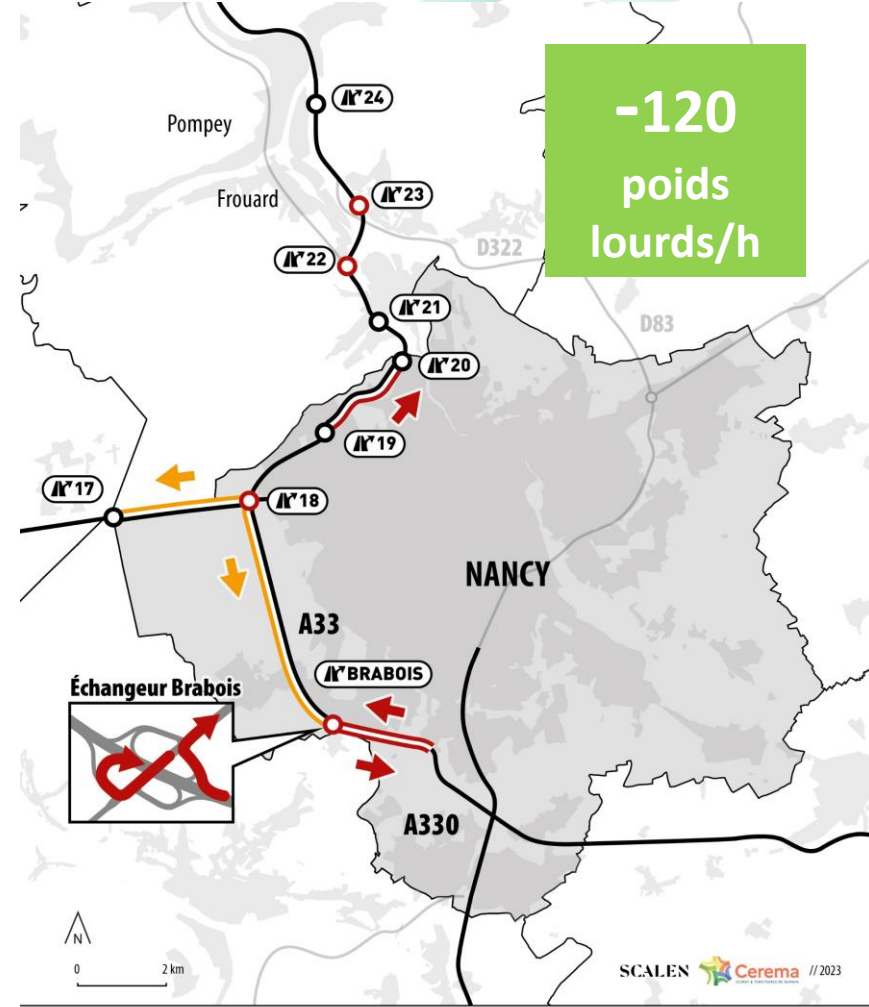 24
-120
poids
lourds/h
Pompey
Frouard
23
D322
22
21
D83
20
19
17
18
NANCY
A33
BRABOIS
Échangeur Brabois
A330
N
0 2 km
SCALEN Cerema // 2023